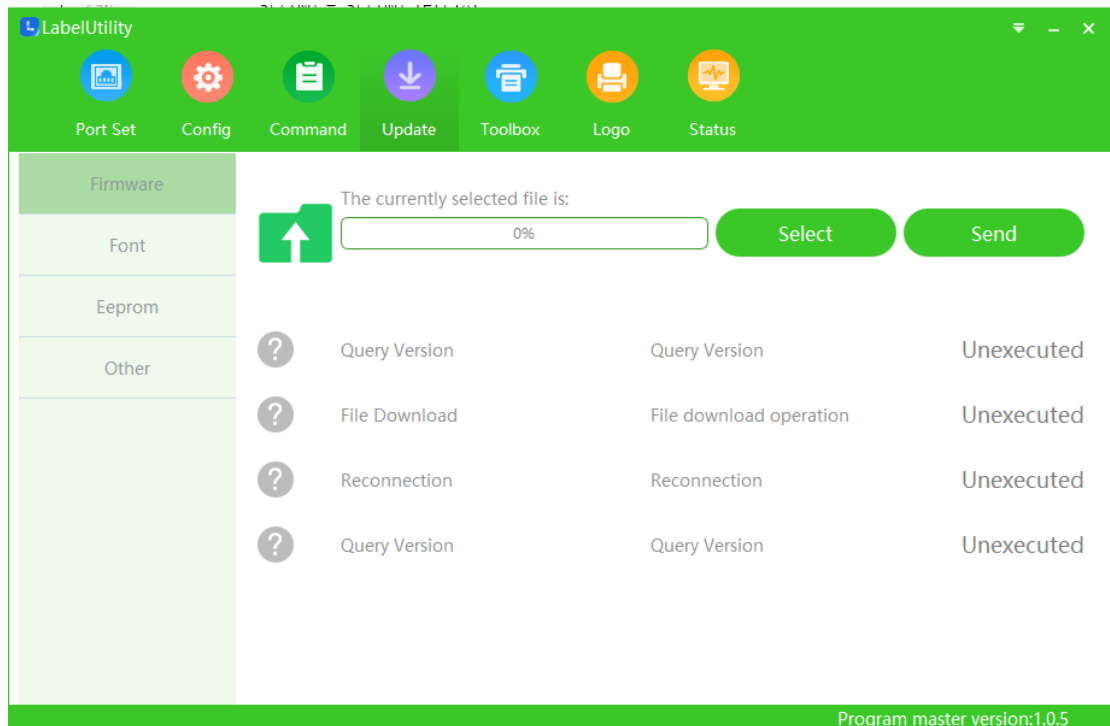 LabelUtility
Port Set Config Command Update Toolbox Logo Status
Firmware
Font
Eeprom
Other
The currently selected file is:
0%
Select
Send
Query Version Query Version Unexecuted
File Download File download operation Unexecuted
Reconnection Reconnection Unexecuted
Query Version Query Version Unexecuted
Program master version:1.0.5